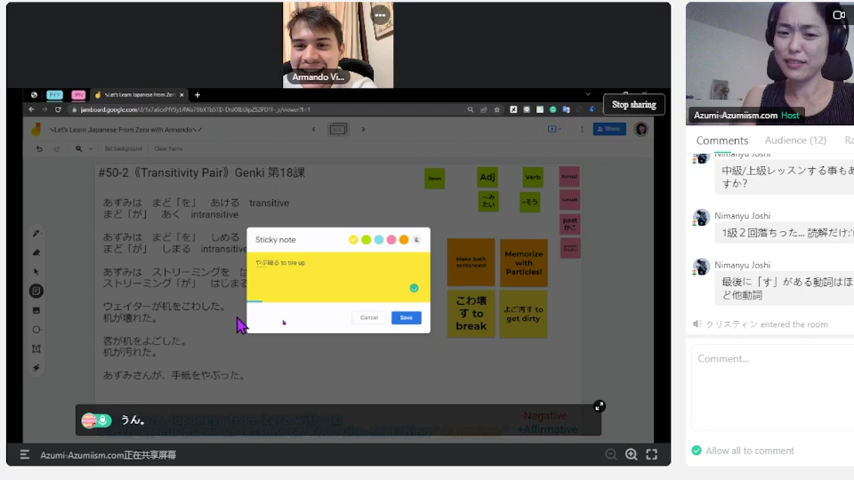 Armando Vi...
Stop sharing
Azumi-Azumiism.com Host
Comments
Audience (12)
Ra
Let's Learn Japanese From Zero with Armando
Set background
Clear frame
Share
#50-2《Transitivity Pair》Genki 第18課
あずみは　まど「を」　あける　transitive
まど「が」　あく　intransitive
あずみは　まど「を」　しめる
まど「が」　しまる　intransitive
あずみは　ストリーミングを
ストリーミング「が」　はじま
ウェイターが机をこわした。
机が壊れた。
客が机をよごした。
机が汚れた。
あずみさんが、手紙をやぶった。
Noun
Adj
Verb
〜み
たい
-そう
past
かこ
Make both
sentences!
Memorize
with
Particles!
こわ壊
す to
break
よご汚す to
get dirty
-Negative
+Affirmative
Sticky note
やぶ破る to tire up
Cancel
Save
うん。
Azumi-Azumiism.com正在共享屏幕
Nimanyu Joshi
中級/上級レッスンする事もあ
すか?
Nimanyu Joshi
1級２回落ちった... 読解だけ
Nimanyu Joshi
最後に「す」がある動詞はほ
ど他動詞
クリスティン entered the room
Comment...
Allow all to comment